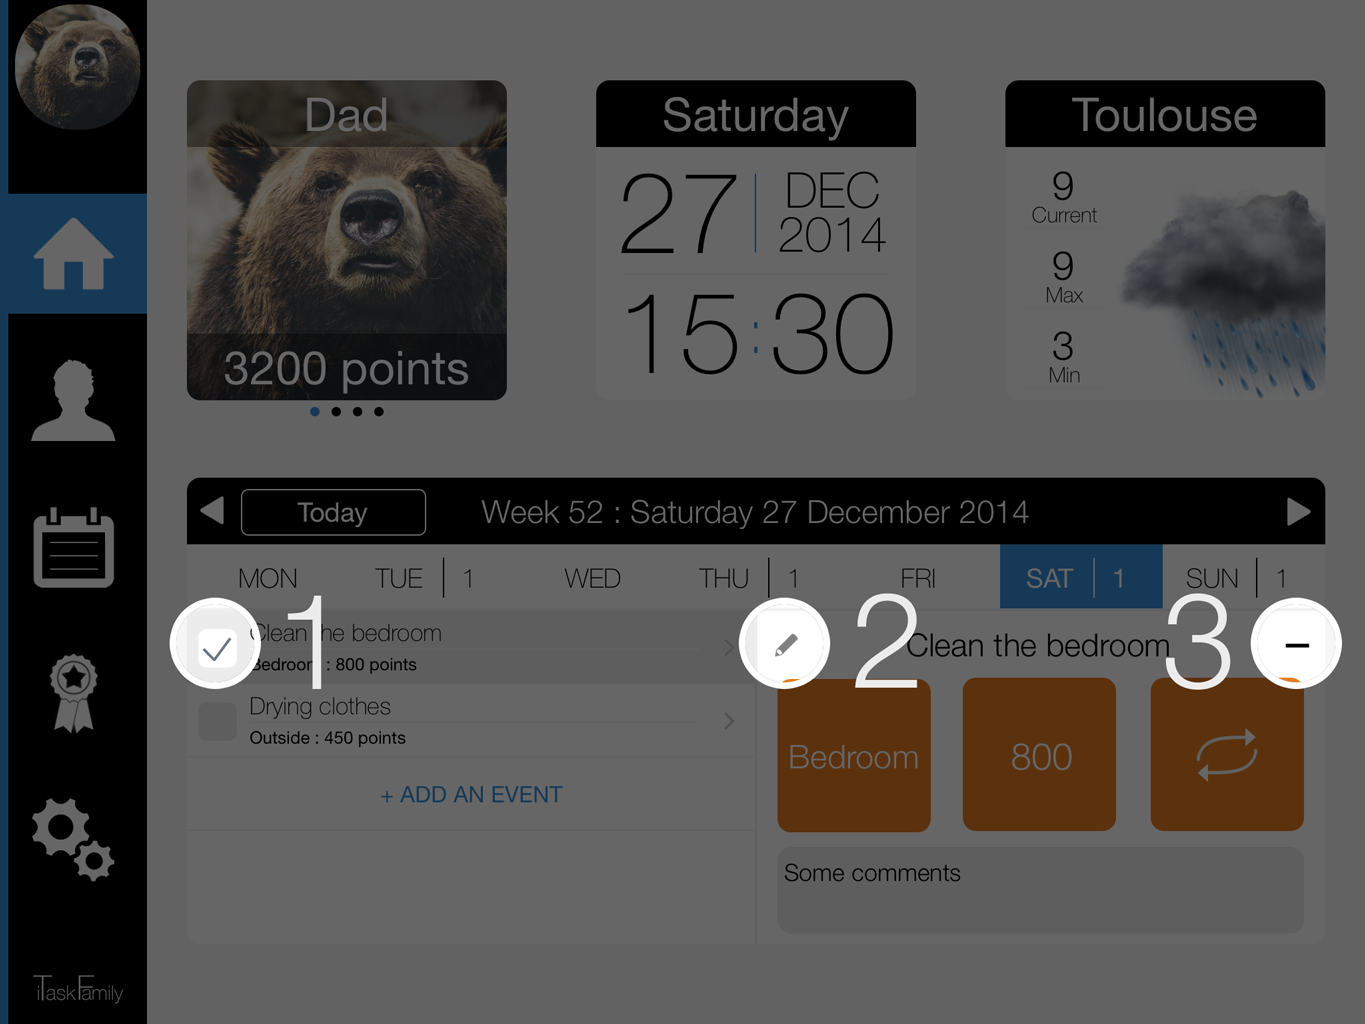 Dad
3200 points
Saturday
27
DEC
2014
15:30
Toulouse
9
Current
9
Max
3
Min
Today
Week 52 : Saturday 27 December 2014
MON TUE 1 WED THU 1 FRI SAT 1 SUN 1
1
Clean the bedroom
Bedroom : 800 points
Drying clothes
Outside : 450 points
+ ADD AN EVENT
2
Clean the bedroom
3
Bedroom
800
Some comments
iTaskFamily